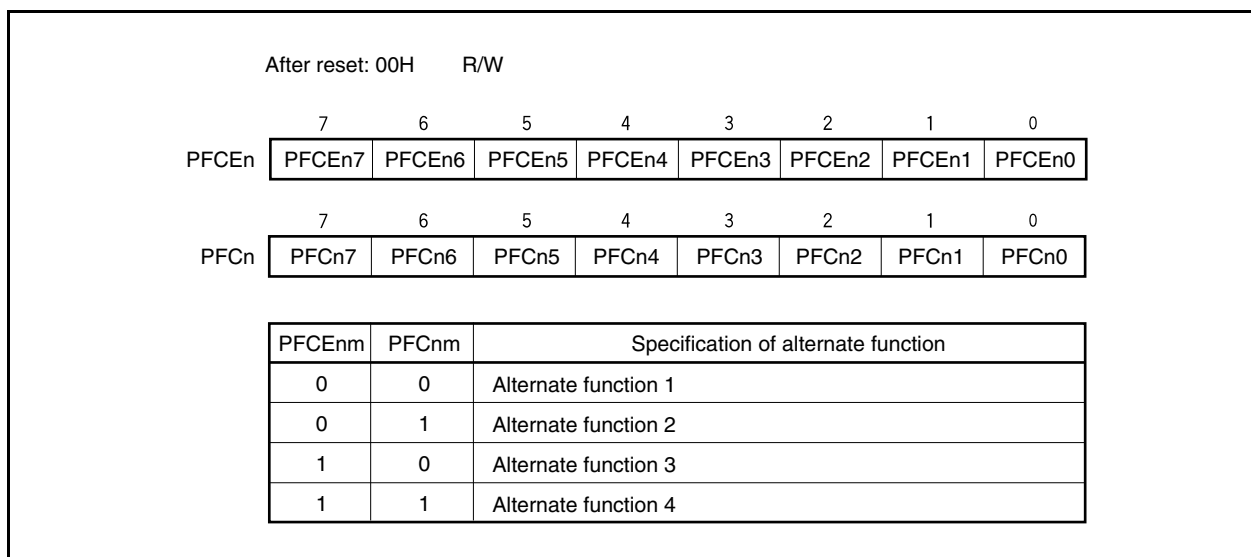 After reset: 00H R/W
7 6 5 4 3 2 1 0
PFCEn PFCEn7 PFCEn6 PFCEn5 PFCEn4 PFCEn3 PFCEn2 PFCEn1 PFCEn0
7 6 5 4 3 2 1 0
PFCn PFCn7 PFCn6 PFCn5 PFCn4 PFCn3 PFCn2 PFCn1 PFCn0
PFCEnm PFCnm Specification of alternate function
0 0 Alternate function 1
0 1 Alternate function 2
1 0 Alternate function 3
1 1 Alternate function 4